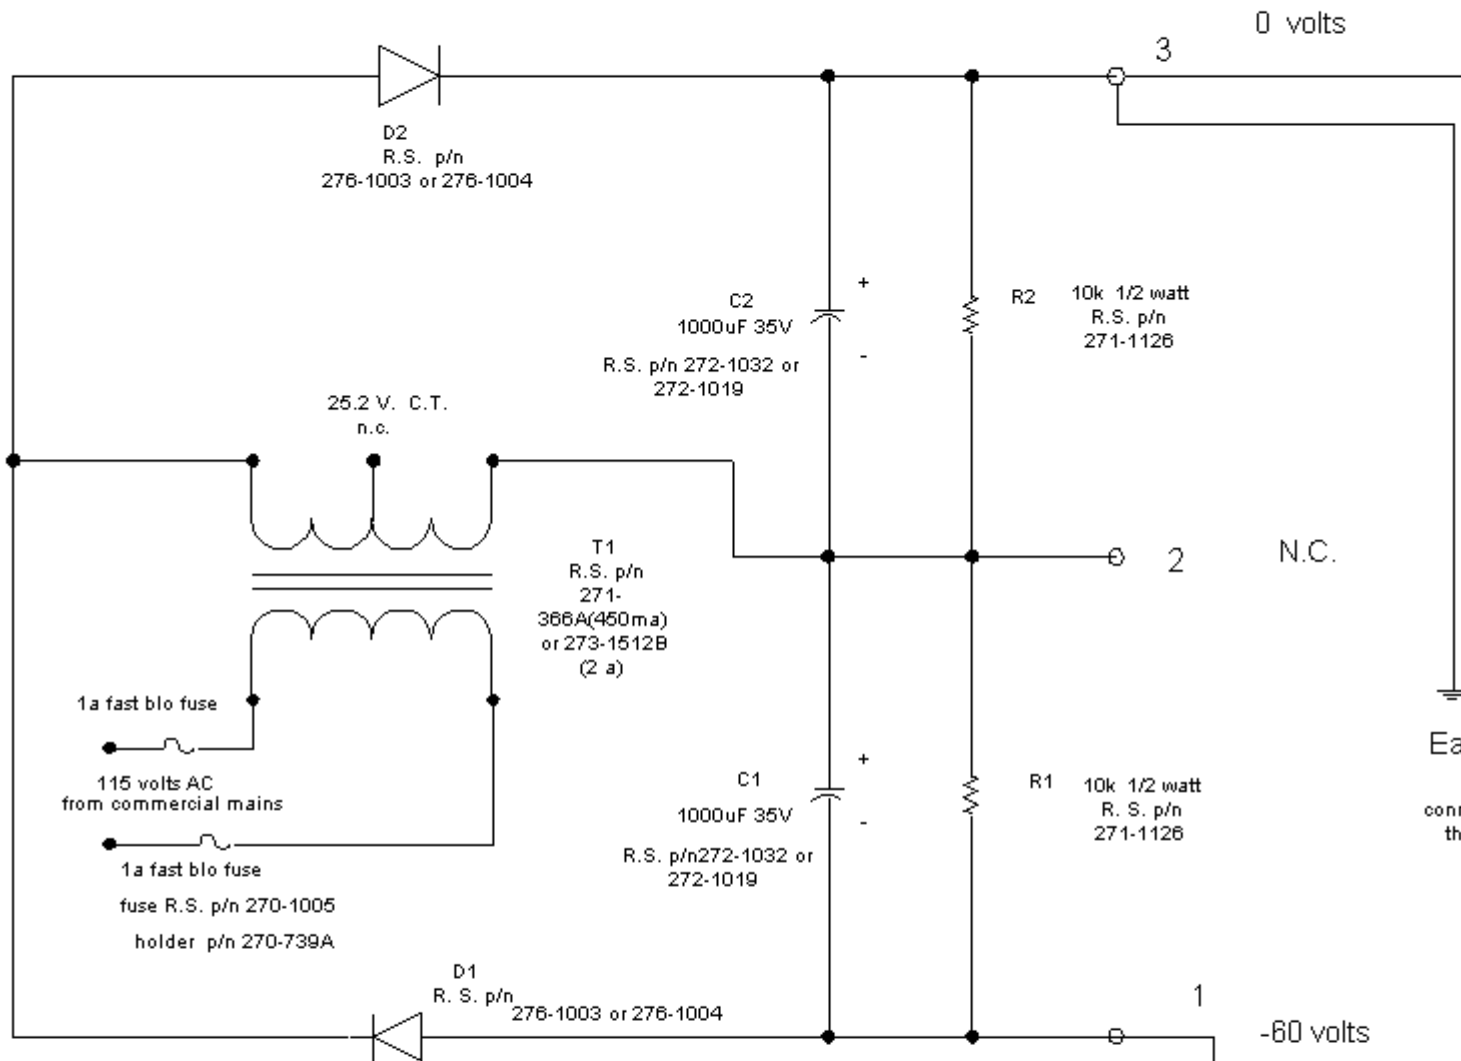 0 volts
3
D2
R.S. p/n
276-1003 or 276-1004
+
C2
1000uF 35V
-
R.S. p/n 272-1032 or
272-1019
R2
10k 1/2 watt
R.S. p/n
271-1126
25.2 V. C.T.
n.c.
T1
R.S. p/n
271-
366A(450ma)
or 273-1512B
(2 a)
2
N.C.
1a fast blo fuse
115 volts AC
from commercial mains
1a fast blo fuse
fuse R.S. p/n 270-1005
holder p/n 270-739A
+
C1
1000uF 35V
-
R.S. p/n272-1032 or
272-1019
R1
10k 1/2 watt
R. S. p/n
271-1126
Ea
conn
th
D1
R. S. p/n
276-1003 or 276-1004
1
-60 volts